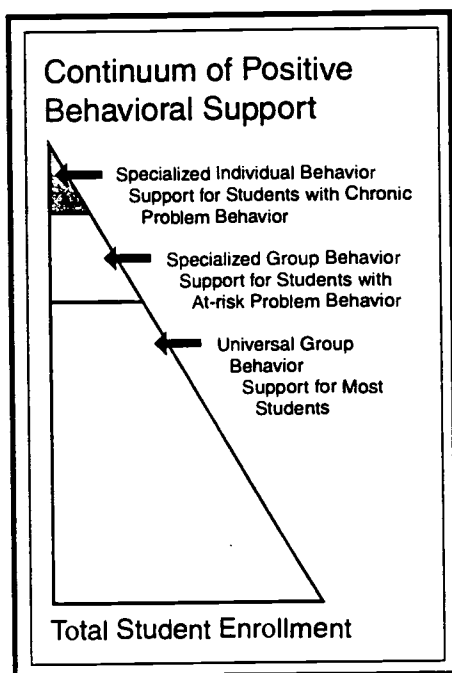 Continuum of Positive
Behavioral Support
Specialized Individual Behavior
Support for Students with Chronic
Problem Behavior
Specialized Group Behavior
Support for Students with
At-risk Problem Behavior
Universal Group
Behavior
Support for Most
Students
Total Student Enrollment